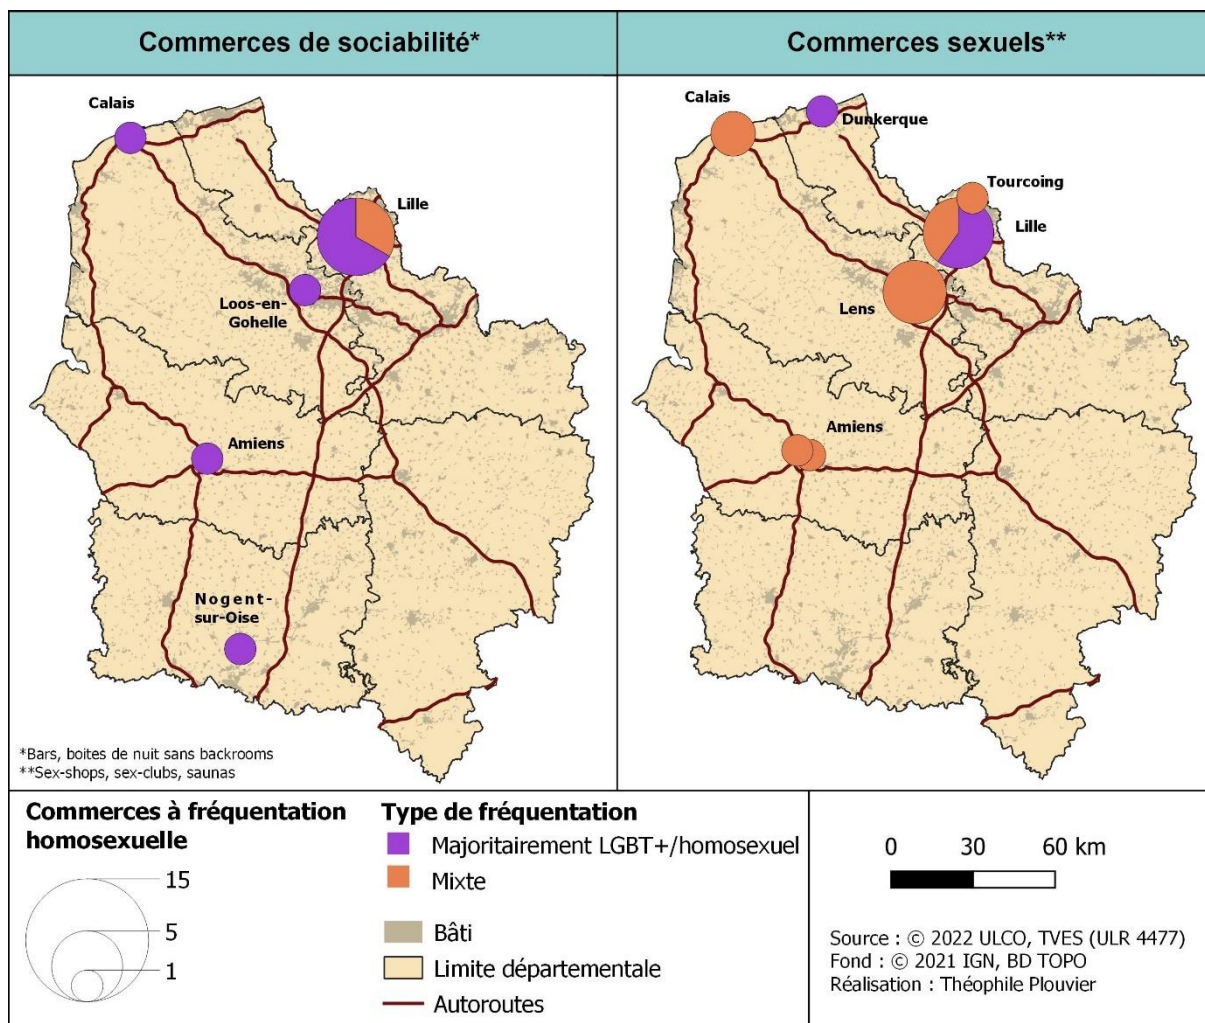 Commerces de sociabilité*
Commerces sexuels**
Calais
Lille
Loos-en-
Gohelle
Amiens
Nogent-
sur-Oise
*Bars, boites de nuit sans backrooms
**Sex-shops, sex-clubs, saunas
Calais
Dunkerque
Tourcoing
Lille
Lens
Amiens
Commerces à fréquentation
homosexuelle
15
5
1
Type de fréquentation
Majoritairement LGBT+/homosexuel
Mixte
Bâti
Limite départementale
Autoroutes
0 30 60 km
Source : © 2022 ULCO, TVES (ULR 4477)
Fond : © 2021 IGN, BD TOPO
Réalisation : Théophile Plouvier